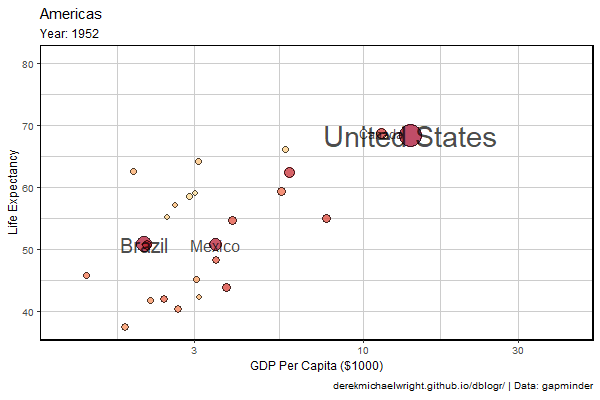 Americas
Year: 1952
80
70
60
50
40
Life Expectancy
United States
Canada
Brazil
Mexico
3
10
30
GDP Per Capita ($1000)
derekmichaelwright.github.io/dblogr/ | Data: gapminder